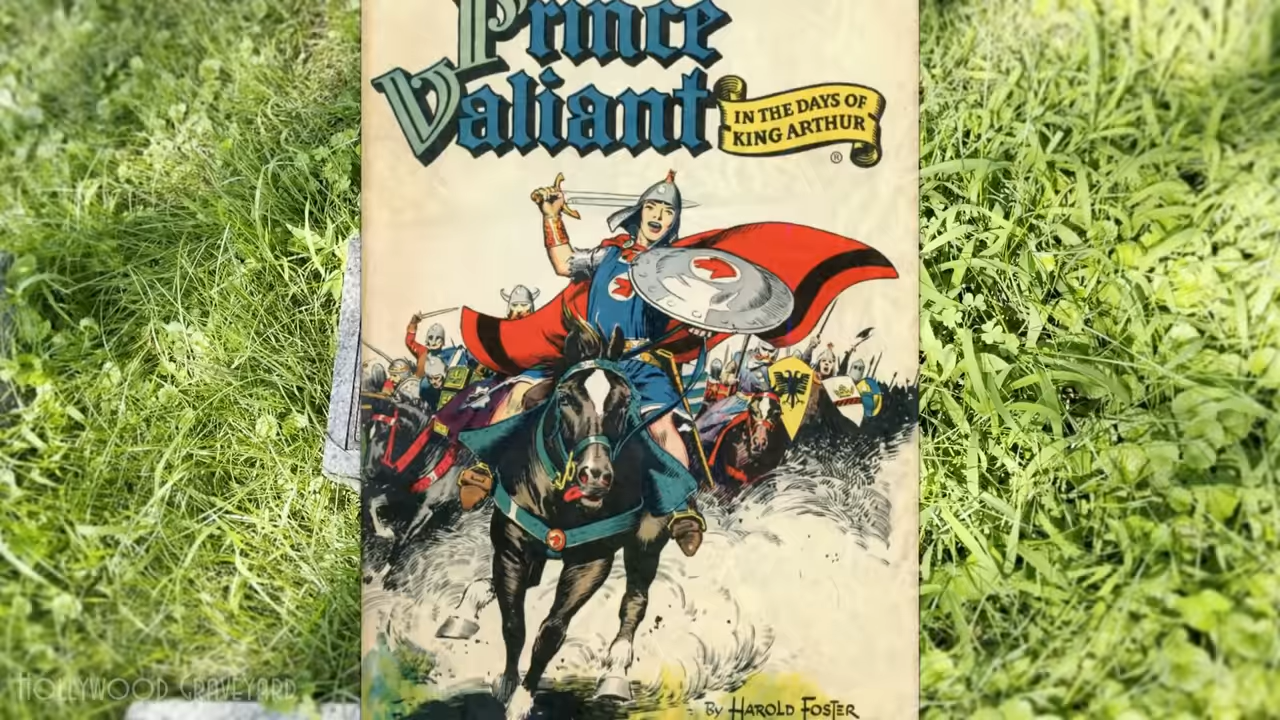 Prince
Valiant
IN THE DAYS OF
KING ARTHUR
®
By HAROLD FOSTER
HOLLYWOOD GRAVEYARD